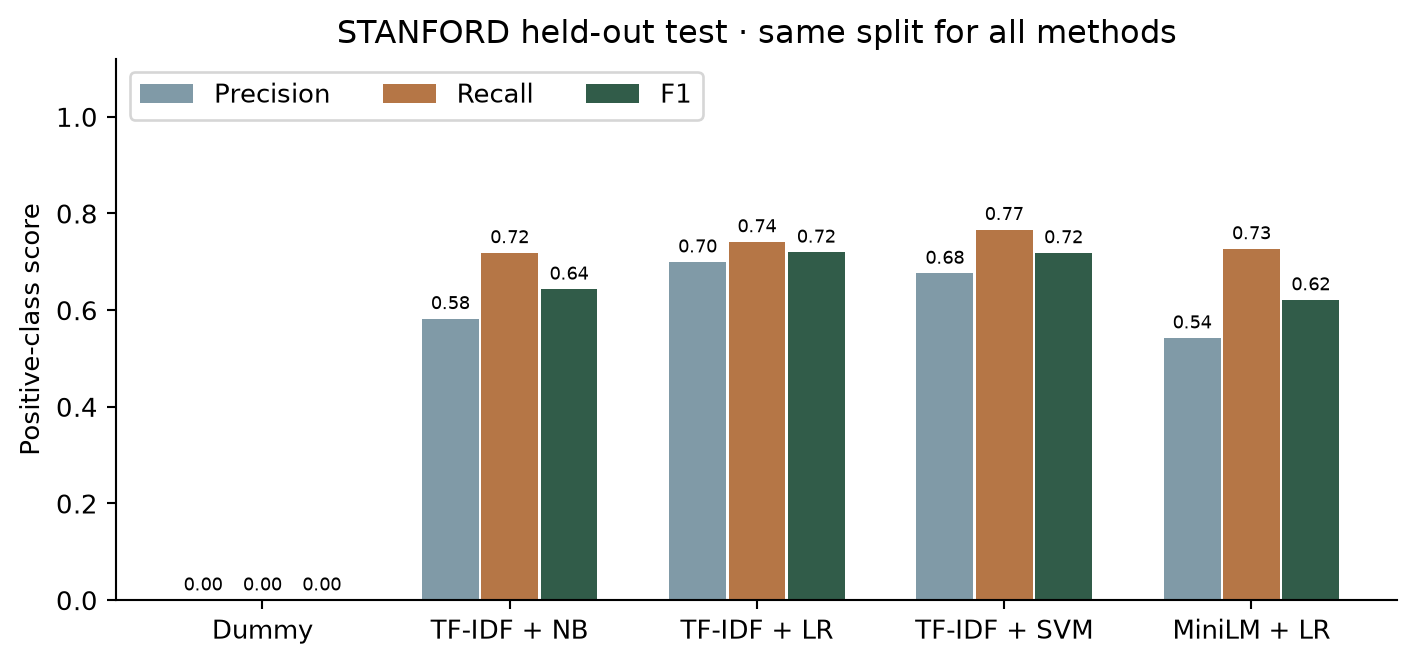 STANFORD held-out test · same split for all methods
Precision Recall F1
Positive-class score
1.0
0.8
0.6
0.4
0.2
0.0
0.00 0.00 0.00
0.58 0.72 0.64
0.70 0.74 0.72
0.68 0.77 0.72
0.54 0.73 0.62
Dummy TF-IDF + NB TF-IDF + LR TF-IDF + SVM MiniLM + LR